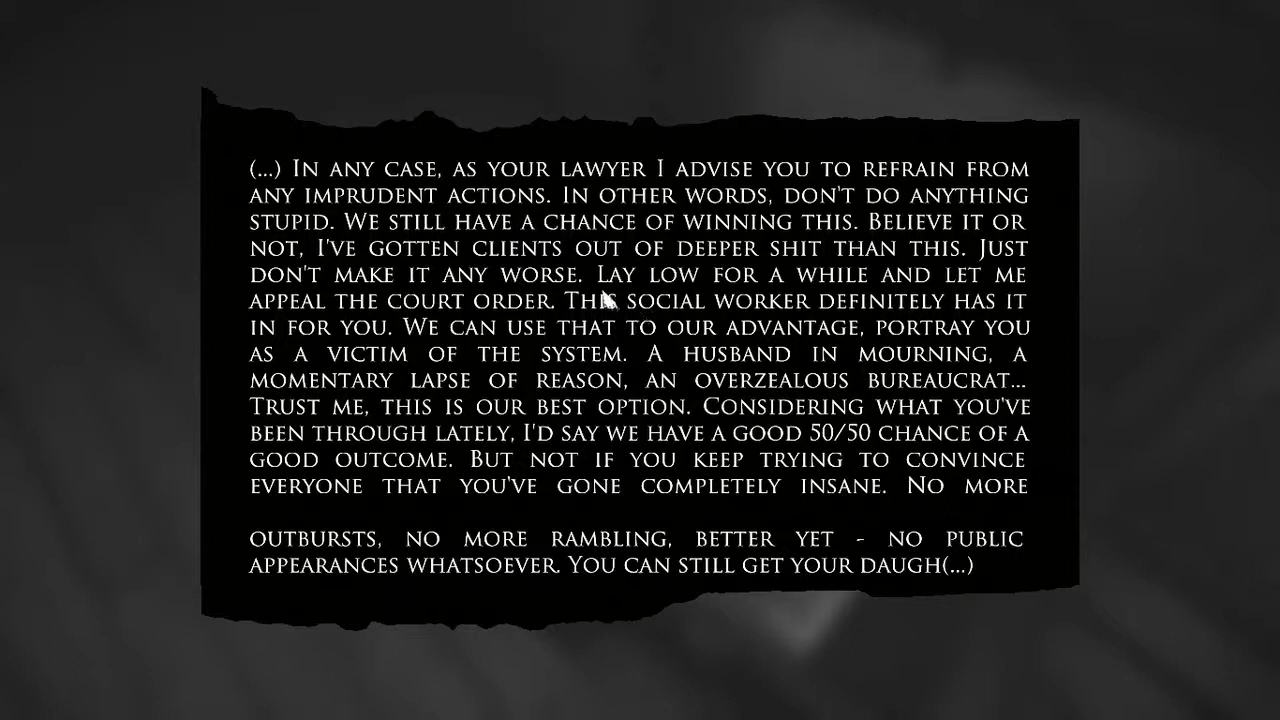 (...) In any case, as your lawyer I advise you to refrain from
any imprudent actions. In other words, don't do anything
stupid. We still have a chance of winning this. Believe it or
not, I've gotten clients out of deeper shit than this. Just
don't make it any worse. Lay low for a while and let me
appeal the court order. This social worker definitely has it
in for you. We can use that to our advantage, portray you
as a victim of the system. A husband in mourning, a
momentary lapse of reason, an overzealous bureaucrat...
Trust me, this is our best option. Considering what you've
been through lately, I'd say we have a good 50/50 chance of a
good outcome. But not if you keep trying to convince
everyone that you've gone completely insane. No more
outbursts, no more rambling, better yet - no public
appearances whatsoever. You can still get your daugh(...)